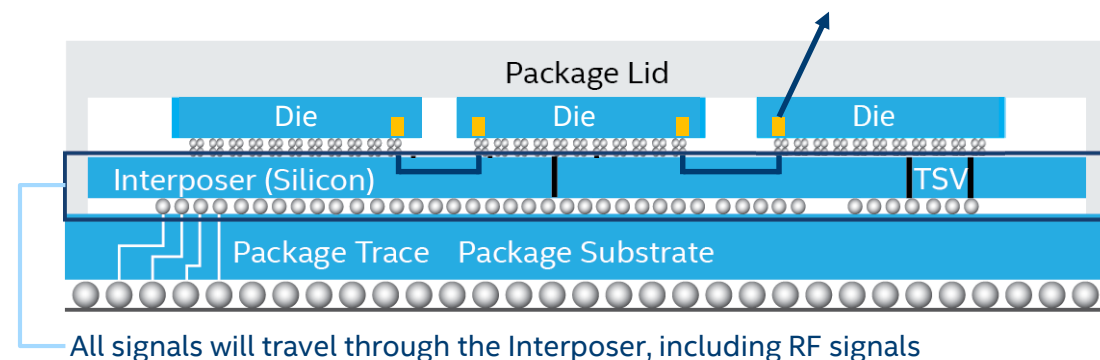 Package Lid
Die Die Die
Interposer (Silicon) TSV
Package Trace Package Substrate
All signals will travel through the Interposer, including RF signals